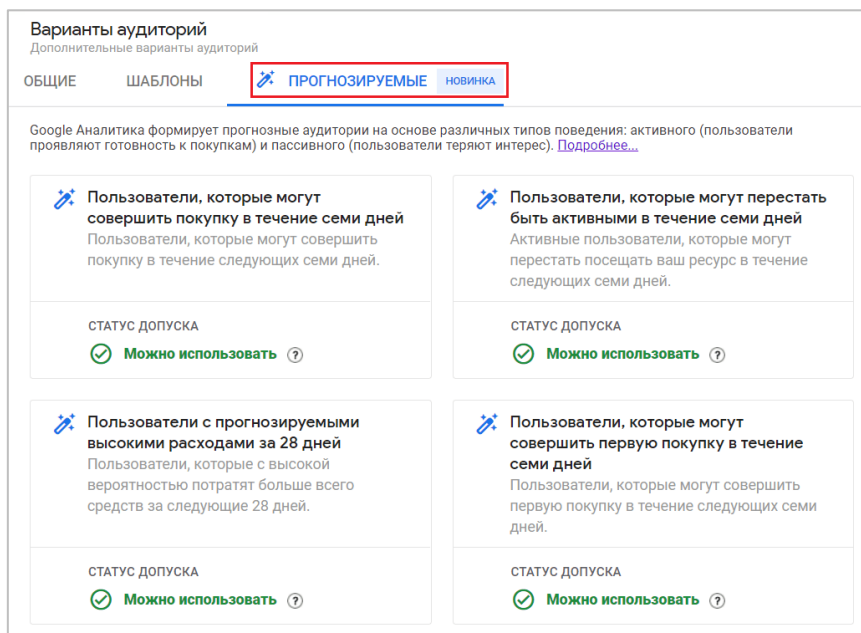 Варианты аудиторий
Дополнительные варианты аудиторий
ОБЩИЕ ШАБЛОНЫ ПРОГНОЗИРУЕМЫЕ НОВИНКА
Google Аналитика формирует прогнозные аудитории на основе различных типов поведения: активного (пользователи
проявляют готовность к покупкам) и пассивного (пользователи теряют интерес). Подробнее...
Пользователи, которые могут
совершить покупку в течение семи дней
Пользователи, которые могут совершить
покупку в течение следующих семи дней.
СТАТУС ДОПУСКА
Можно использовать ?
Пользователи, которые могут перестать
быть активными в течение семи дней
Активные пользователи, которые могут
перестать посещать ваш ресурс в течение
следующих семи дней.
СТАТУС ДОПУСКА
Можно использовать ?
Пользователи с прогнозируемыми
высокими расходами за 28 дней
Пользователи, которые с высокой
вероятностью потратят больше всего
средств за следующие 28 дней.
СТАТУС ДОПУСКА
Можно использовать ?
Пользователи, которые могут
совершить первую покупку в течение
семи дней
Пользователи, которые могут совершить
первую покупку в течение следующих семи
дней.
СТАТУС ДОПУСКА
Можно использовать ?